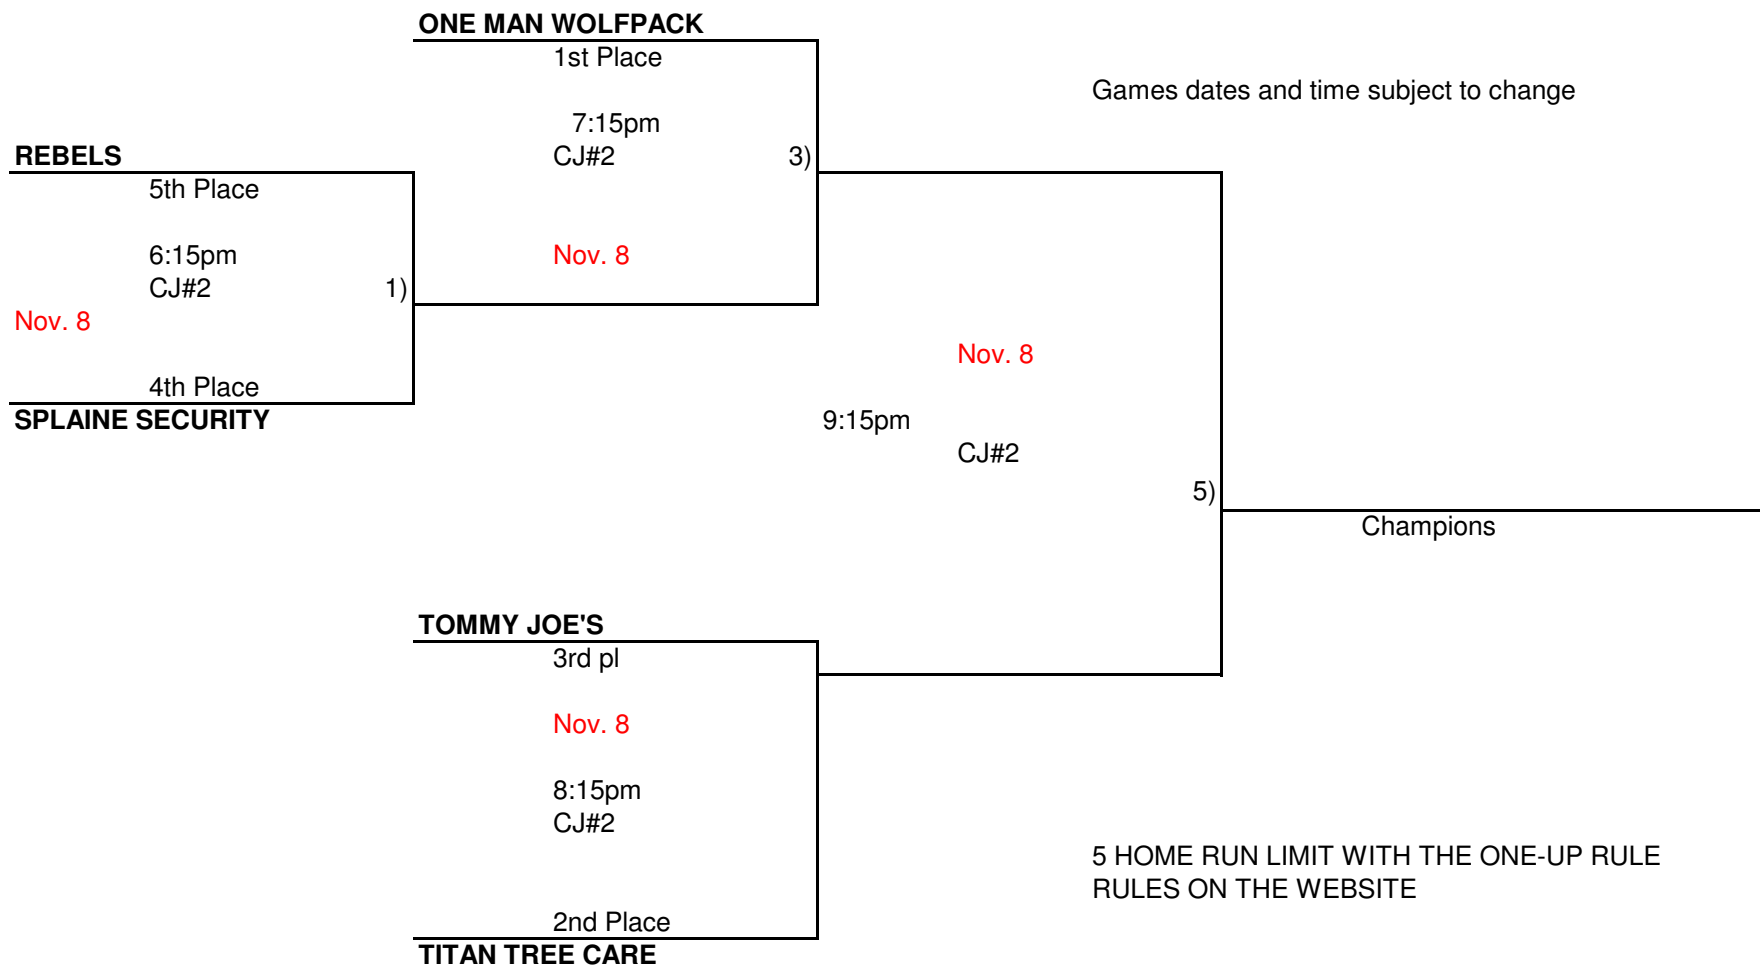 ONE MAN WOLFPACK
1st Place
Games dates and time subject to change
7:15pm
REBELS
CJ#2
3)
5th Place
6:15pm
Nov. 8
CJ#2
1)
Nov. 8
Nov. 8
4th Place
SPLAINE SECURITY
9:15pm
CJ#2
5)
Champions
TOMMY JOE'S
3rd pl
Nov. 8
8:15pm
CJ#2
5 HOME RUN LIMIT WITH THE ONE-UP RULE
RULES ON THE WEBSITE
2nd Place
TITAN TREE CARE